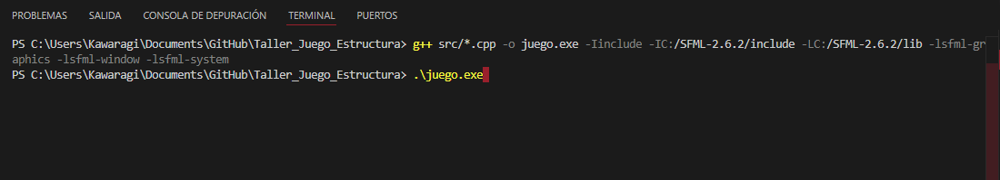 PROBLEMAS SALIDA CONSOLA DE DEPURACIÓN TERMINAL PUERTOS
PS C:\Users\Kawaragi\Documents\GitHub\Taller_Juego_Estructura> g++ src/*.cpp -o juego.exe -Iinclude -IC:/SFML-2.6.2/include -LC:/SFML-2.6.2/lib -lsfml-gr
aphics -lsfml-window -lsfml-system
PS C:\Users\Kawaragi\Documents\GitHub\Taller_Juego_Estructura> .\juego.exe